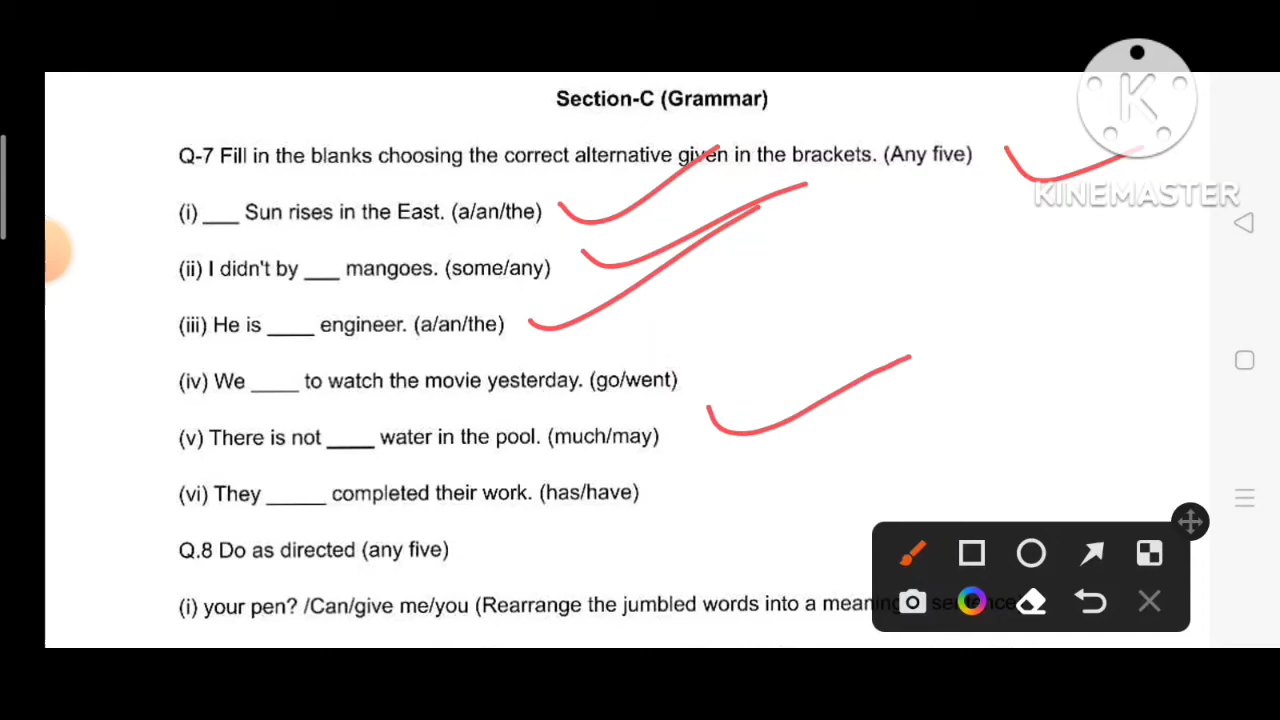 Section-C (Grammar)
Q-7 Fill in the blanks choosing the correct alternative given in the brackets. (Any five)
KINEMASTER
(i) ___ Sun rises in the East. (a/an/the)
(ii) I didn't by ___ mangoes. (some/any)
(iii) He is ____ engineer. (a/an/the)
(iv) We ____ to watch the movie yesterday. (go/went)
(v) There is not ____ water in the pool. (much/may)
(vi) They _____ completed their work. (has/have)
Q.8 Do as directed (any five)
(i) your pen? /Can/give me/you (Rearrange the jumbled words into a